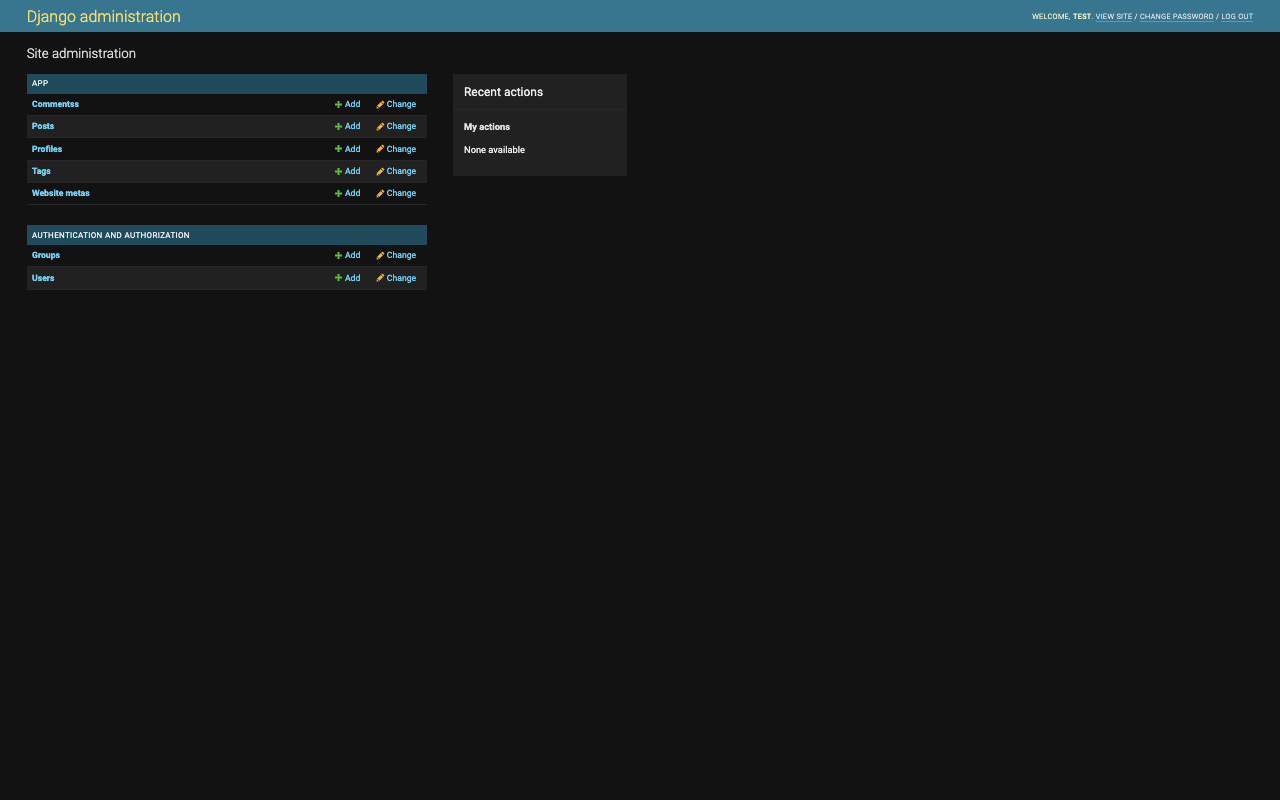 Django administration
WELCOME, TEST. VIEW SITE / CHANGE PASSWORD / LOG OUT
Site administration
APP
Commentss Add Change
Posts Add Change
Profiles Add Change
Tags Add Change
Website metas Add Change
AUTHENTICATION AND AUTHORIZATION
Groups Add Change
Users Add Change
Recent actions
My actions
None available